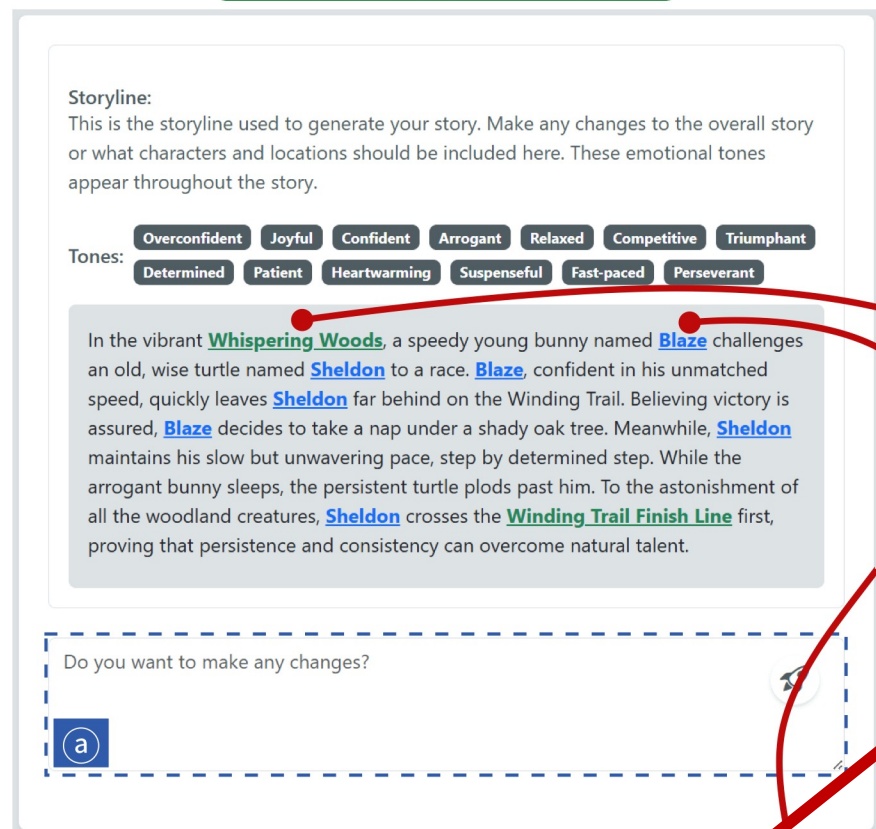 Storyline:
This is the storyline used to generate your story. Make any changes to the overall story
or what characters and locations should be included here. These emotional tones
appear throughout the story.
Tones:
Overconfident Joyful Confident Arrogant Relaxed Competitive Triumphant
Determined Patient Heartwarming Suspenseful Fast-paced Perseverant
In the vibrant Whispering Woods, a speedy young bunny named Blaze challenges
an old, wise turtle named Sheldon to a race. Blaze, confident in his unmatched
speed, quickly leaves Sheldon far behind on the Winding Trail. Believing victory is
assured, Blaze decides to take a nap under a shady oak tree. Meanwhile, Sheldon
maintains his slow but unwavering pace, step by determined step. While the
arrogant bunny sleeps, the persistent turtle plods past him. To the astonishment of
all the woodland creatures, Sheldon crosses the Winding Trail Finish Line first,
proving that persistence and consistency can overcome natural talent.
Do you want to make any changes?
a